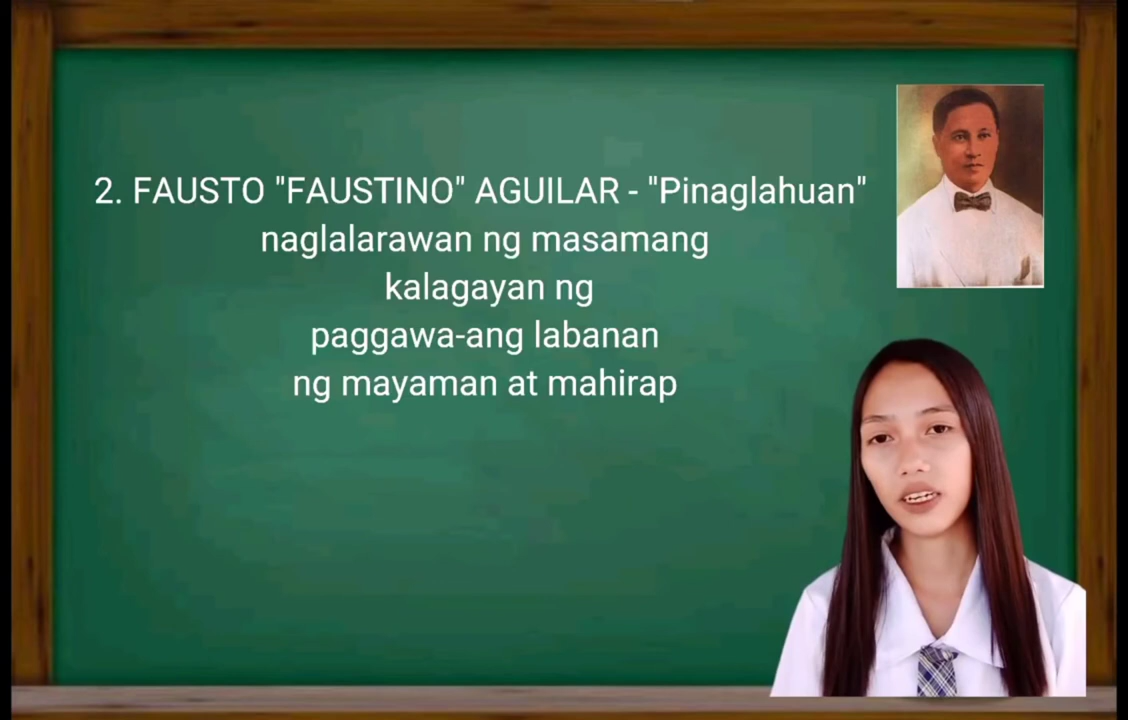 2. FAUSTO "FAUSTINO" AGUILAR - "Pinaglahuan"
naglalarawan ng masamang
kalagayan ng
paggawa-ang labanan
ng mayaman at mahirap